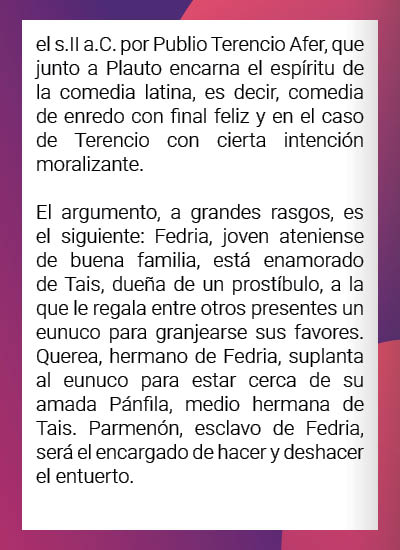 el s.II a.C. por Publio Terencio Afer, que
junto a Plauto encarna el espíritu de
la comedia latina, es decir, comedia
de enredo con final feliz y en el caso
de Terencio con cierta intención
moralizante.
El argumento, a grandes rasgos, es
el siguiente: Fedria, joven ateniense
de buena familia, está enamorado
de Tais, dueña de un prostíbulo, a la
que le regala entre otros presentes un
eunuco para granjearse sus favores.
Querea, hermano de Fedria, suplanta
al eunuco para estar cerca de su
amada Pánfila, medio hermana de
Tais. Parmenón, esclavo de Fedria,
será el encargado de hacer y deshacer
el entuerto.